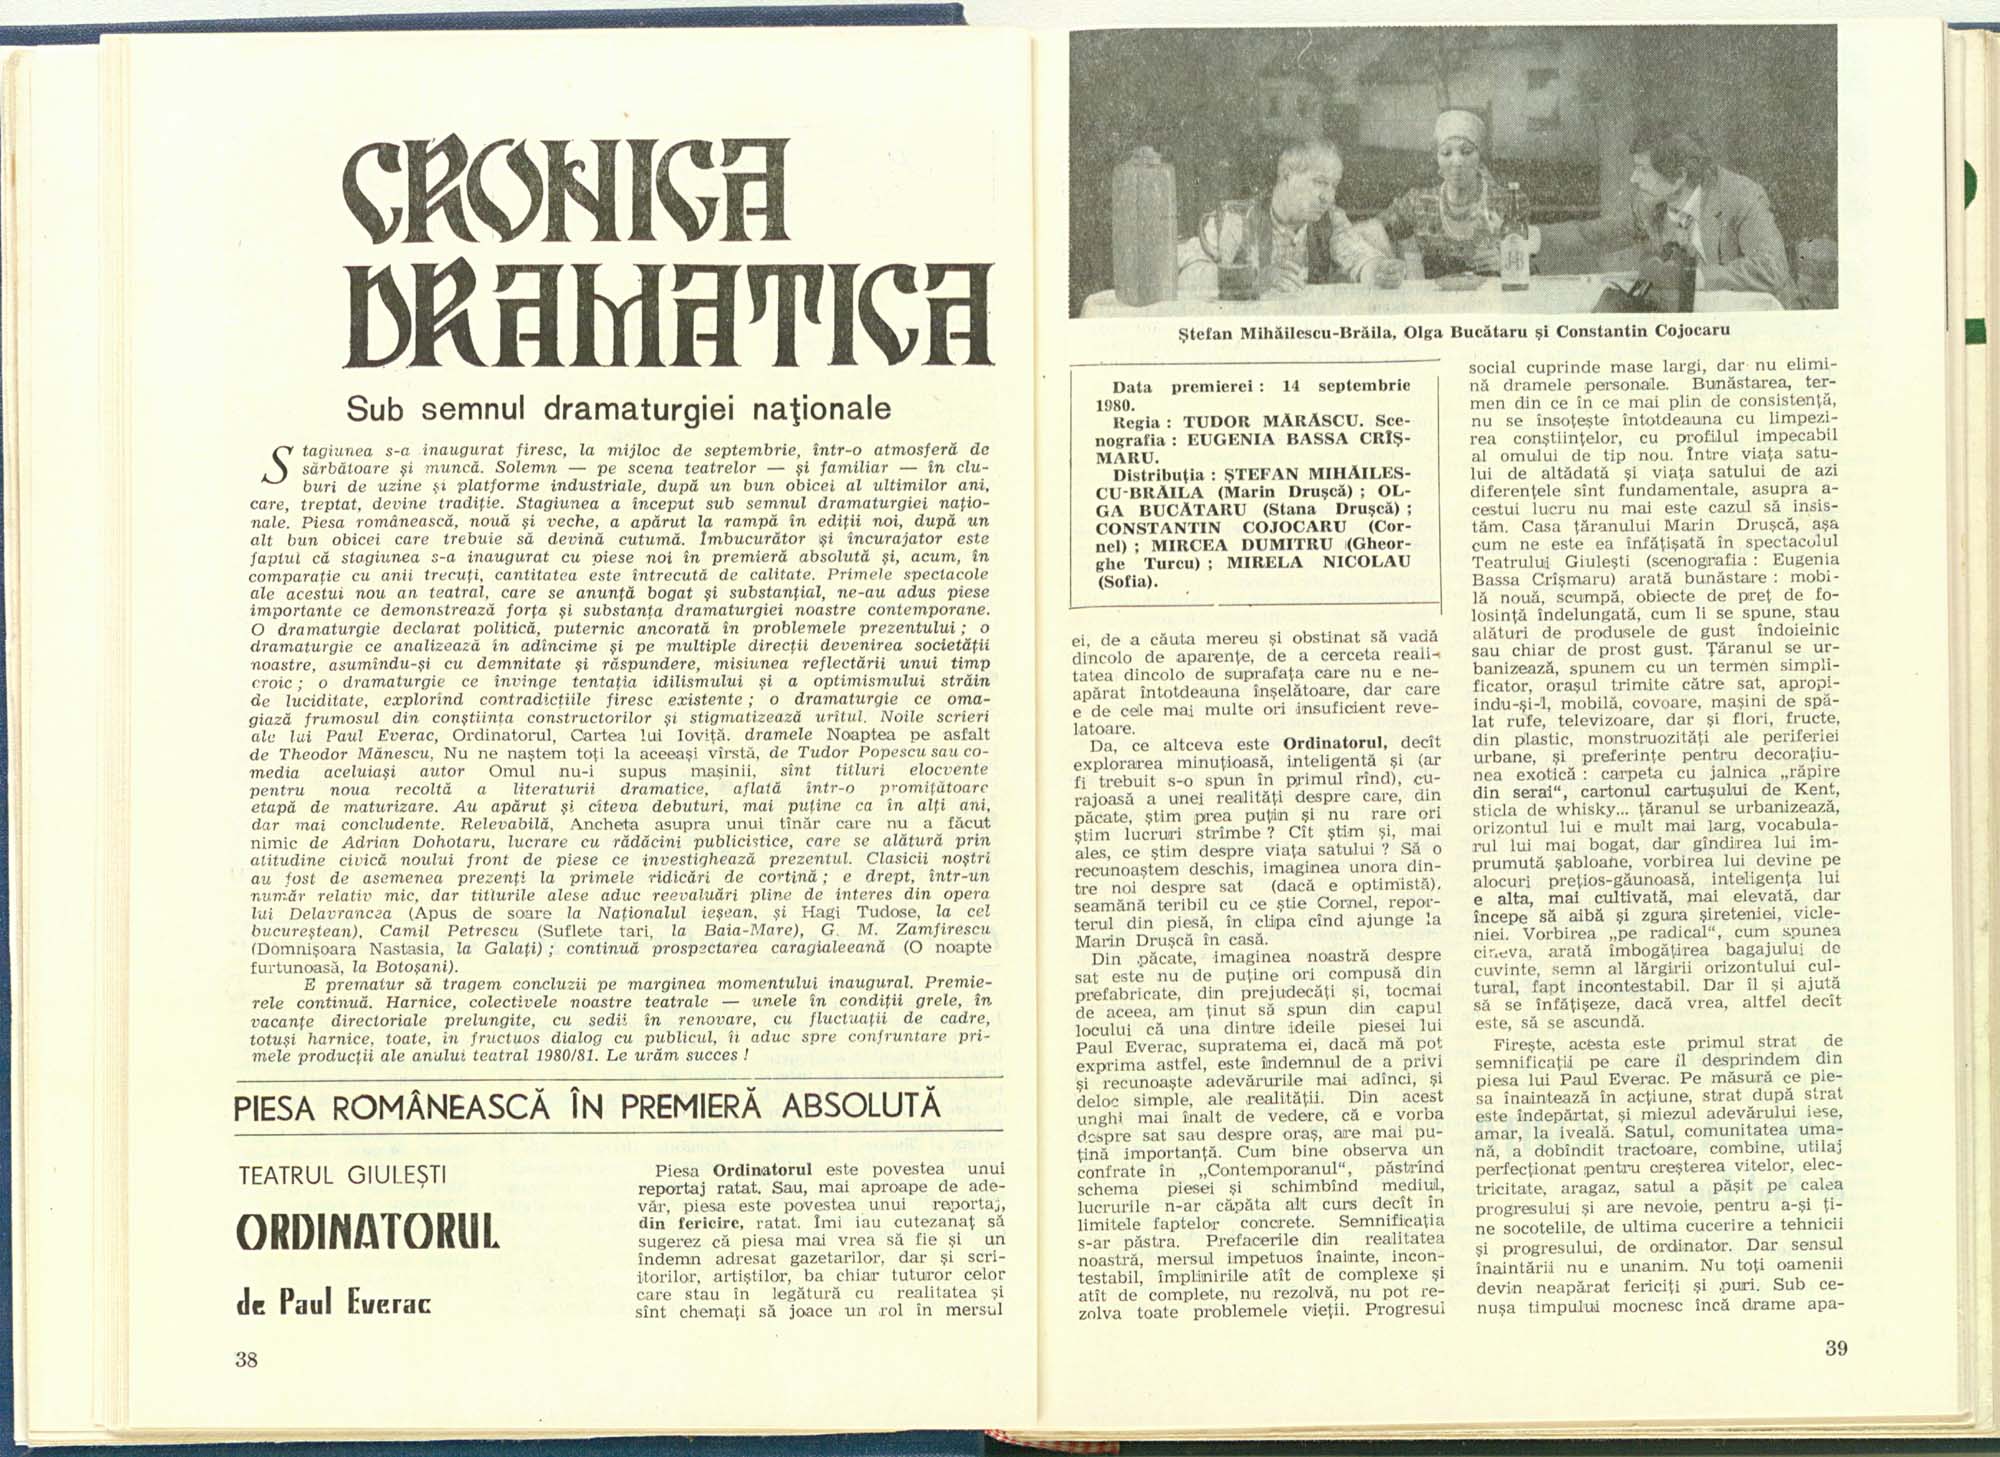 CRONICA
DRAMATICA
Sub semnul dramaturgiei naţionale
Stagiunea s-a inaugurat firesc, la mijloc de septembrie, într-o atmosferă de
sărbătoare şi muncă. Solemn — pe scena teatrelor — şi familiar — în clu-
buri de uzine şi platforme industriale, după un bun obicei al ultimilor ani,
care, treptat, devine tradiţie. Stagiunea a început sub semnul dramaturgiei naţio-
nale. Piesa românească, nouă şi veche, a apărut la rampă în ediţii noi, după un
alt bun obicei care trebuie să devină cutumă. Îmbucurător şi încurajator este
faptul că stagiunea s-a inaugurat cu piese noi în premieră absolută şi, acum, în
comparaţie cu anii trecuţi, cantitatea este întrecută de calitate. Primele spectacole
ale acestui nou an teatral, care se anunţă bogat şi substanţial, ne-au adus piese
importante ce demonstrează forţa şi substanţa dramaturgiei noastre contemporane.
O dramaturgie declarat politică, puternic ancorată în problemele prezentului ; o
dramaturgie ce analizează în adîncime şi pe multiple direcţii devenirea societăţii
noastre, asumîndu-şi cu demnitate şi răspundere, misiunea reflectării unui timp
eroic ; o dramaturgie ce învinge tentaţia idilismului şi a optimismului străin
de luciditate, explorînd contradicţiile firesc existente ; o dramaturgie ce oma-
giază frumosul din conştiinţa constructorilor şi stigmatizează urîtul. Noile scrieri
ale lui Paul Everac, Ordinatorul, Cartea lui Ioviţă. dramele Noaptea pe asfalt
de Theodor Mănescu, Nu ne naştem toţi la aceeaşi vîrstă, de Tudor Popescu sau co-
media aceluiaşi autor Omul nu-i supus maşinii, sînt titluri elocvente
pentru noua recoltă a literaturii dramatice, aflată într-o promiţătoare
etapă de maturizare. Au apărut şi cîteva debuturi, mai puţine ca în alţi ani,
dar mai concludente. Relevabilă, Ancheta asupra unui tînăr care nu a făcut
nimic de Adrian Dohotaru, lucrare cu rădăcini publicistice, care se alătură prin
atitudine civică noului front de piese ce investighează prezentul. Clasicii noştri
au fost de asemenea prezenţi la primele ridicări de cortină ; e drept, într-un
număr relativ mic, dar titlurile alese aduc reevaluări pline de interes din opera
lui Delavrancea (Apus de soare la Naţionalul ieşean, şi Hagi Tudose, la cel
bucureştean), Camil Petrescu (Suflete tari, la Baia-Mare), G. M. Zamfirescu
(Domnişoara Nastasia, la Galaţi) ; continuă prospectarea caragialeeană (O noapte
furtunoasă, la Botoşani).
E prematur să tragem concluzii pe marginea momentului inaugural. Premie-
rele continuă. Harnice, colectivele noastre teatrale — unele în condiţii grele, în
vacanţe directoriale prelungite, cu sedii în renovare, cu fluctuaţii de cadre,
totuşi harnice, toate, în fructuos dialog cu publicul, îi aduc spre confruntare pri-
mele producţii ale anului teatral 1980/81. Le urăm succes !
PIESA ROMÂNEASCĂ ÎN PREMIERĂ ABSOLUTĂ
TEATRUL GIULEŞTI
ORDINATORUL
de Paul Everac
Piesa Ordinatorul este povestea unui
reportaj ratat. Sau, mai aproape de ade-
văr, piesa este povestea unui reportaj,
din fericire, ratat. Îmi iau cutezanaţ să
sugerez că piesa mai vrea să fie şi un
îndemn adresat gazetarilor, dar şi scri-
itorilor, artiştilor, ba chiar tuturor celor
care stau în legătură cu realitatea şi
sînt chemaţi să joace un rol în mersul
38
J&B
Ştefan Mihăilescu-Brăila, Olga Bucătaru şi Constantin Cojocaru
Data premierei : 14 septembrie
1980.
Regia : TUDOR MĂRĂSCU. Sce-
nografia : EUGENIA BASSA CRÎŞ-
MARU.
Distribuţia : ŞTEFAN MIHĂILES-
CU-BRĂILA (Marin Druşcă) ; OL-
GA BUCĂTARU (Stana Druşcă) ;
CONSTANTIN COJOCARU (Cor-
nel) ; MIRCEA DUMITRU (Gheor-
ghe Turcu) ; MIRELA NICOLAU
(Sofia).
ei, de a căuta mereu şi obstinat să vadă
dincolo de aparenţe, de a cerceta reali-
tatea dincolo de suprafaţa care nu e ne-
apărat întotdeauna înşelătoare, dar care
e de cele mai multe ori insuficient reve-
latoare.
Da, ce altceva este Ordinatorul, decît
explorarea minuţioasă, inteligentă şi (ar
fi trebuit s-o spun în primul rînd), cu-
rajoasă a unei realităţi despre care, din
păcate, ştim prea puţin şi nu rare ori
ştim lucruri strîmbe ? Cît ştim şi, mai
ales, ce ştim despre viaţa satului ? Să o
recunoaştem deschis, imaginea unora din-
tre noi despre sat (dacă e optimistă),
seamănă teribil cu ce ştie Cornel, repor-
terul din piesă, în clipa cînd ajunge la
Marin Druşcă în casă.
Din păcate, imaginea noastră despre
sat este nu de puţine ori compusă din
prefabricate, din prejudecăţi şi, tocmai
de aceea, am ţinut să spun din capul
locului că una dintre ideile piesei lui
Paul Everac, supratema ei, dacă mă pot
exprima astfel, este îndemnul de a privi
şi recunoaşte adevărurile mai adînci, şi
deloc simple, ale realităţii. Din acest
unghi mai înalt de vedere, că e vorba
despre sat sau despre oraş, are mai pu-
ţină importanţă. Cum bine observa un
confrate în „Contemporanul“, păstrînd
schema piesei şi schimbînd mediul,
lucrurile n-ar căpăta alt curs decît în
limitele faptelor concrete. Semnificaţia
s-ar păstra. Prefacerile din realitatea
noastră, mersul impetuos înainte, incon-
testabil, împlinirile atît de complexe şi
atît de complete, nu rezolvă, nu pot re-
zolva toate problemele vieţii. Progresul
social cuprinde mase largi, dar nu elimi-
nă dramele personale. Bunăstarea, ter-
men din ce în ce mai plin de consistenţă,
nu se însoţeşte întotdeauna cu limpezi-
rea conştiinţelor, cu profilul impecabil
al omului de tip nou. Între viaţa satu-
lui de altădată şi viaţa satului de azi
diferenţele sînt fundamentale, asupra a-
cestui lucru nu mai este cazul să insis-
tăm. Casa ţăranului Marin Druşcă, aşa
cum ne este ea înfăţişată în spectacolul
Teatrului Giuleşti (scenografia : Eugenia
Bassa Crîşmaru) arată bunăstare : mobi-
lă nouă, scumpă, obiecte de preţ de fo-
losinţă îndelungată, cum li se spune, stau
alături de produsele de gust îndoielnic
sau chiar de prost gust. Ţăranul se ur-
banizează, spunem cu un termen simpli-
ficator, oraşul trimite către sat, apropi-
indu-şi-l, mobilă, covoare, maşini de spă-
lat rufe, televizoare, dar şi flori, fructe,
din plastic, monstruozităţi ale periferiei
urbane, şi preferinţe pentru decoraţiu-
nea exotică : carpeta cu jalnica „răpire
din serai“, cartonul cartuşului de Kent,
sticla de whisky... ţăranul se urbanizează,
orizontul lui e mult mai larg, vocabula-
rul lui mai bogat, dar gîndirea lui îm-
prumută şabloane, vorbirea lui devine pe
alocuri preţios-găunoasă, inteligenţa lui
e alta, mai cultivată, mai elevată, dar
începe să aibă şi zgura şireteniei, vicle-
niei. Vorbirea „pe radical“, cum spunea
cineva, arată îmbogăţirea bagajului de
cuvinte, semn al lărgirii orizontului cul-
tural, fapt incontestabil. Dar îl şi ajută
să se înfăţişeze, dacă vrea, altfel decît
este, să se ascundă.
Fireşte, acesta este primul strat de
semnificaţii pe care îl desprindem din
piesa lui Paul Everac. Pe măsură ce pie-
sa înaintează în acţiune, strat după strat
este îndepărtat, şi miezul adevărului iese,
amar, la iveală. Satul, comunitatea uma-
nă, a dobîndit tractoare, combine, utilaj
perfecţionat pentru creşterea vitelor, elec-
tricitate, aragaz, satul a păşit pe calea
progresului şi are nevoie, pentru a-şi ţi-
ne socotelile, de ultima cucerire a tehnicii
şi progresului, de ordinator. Dar sensul
înaintării nu e unanim. Nu toţi oamenii
devin neapărat fericiţi şi puri. Sub ce-
nuşa timpului mocnesc încă drame apa-
39